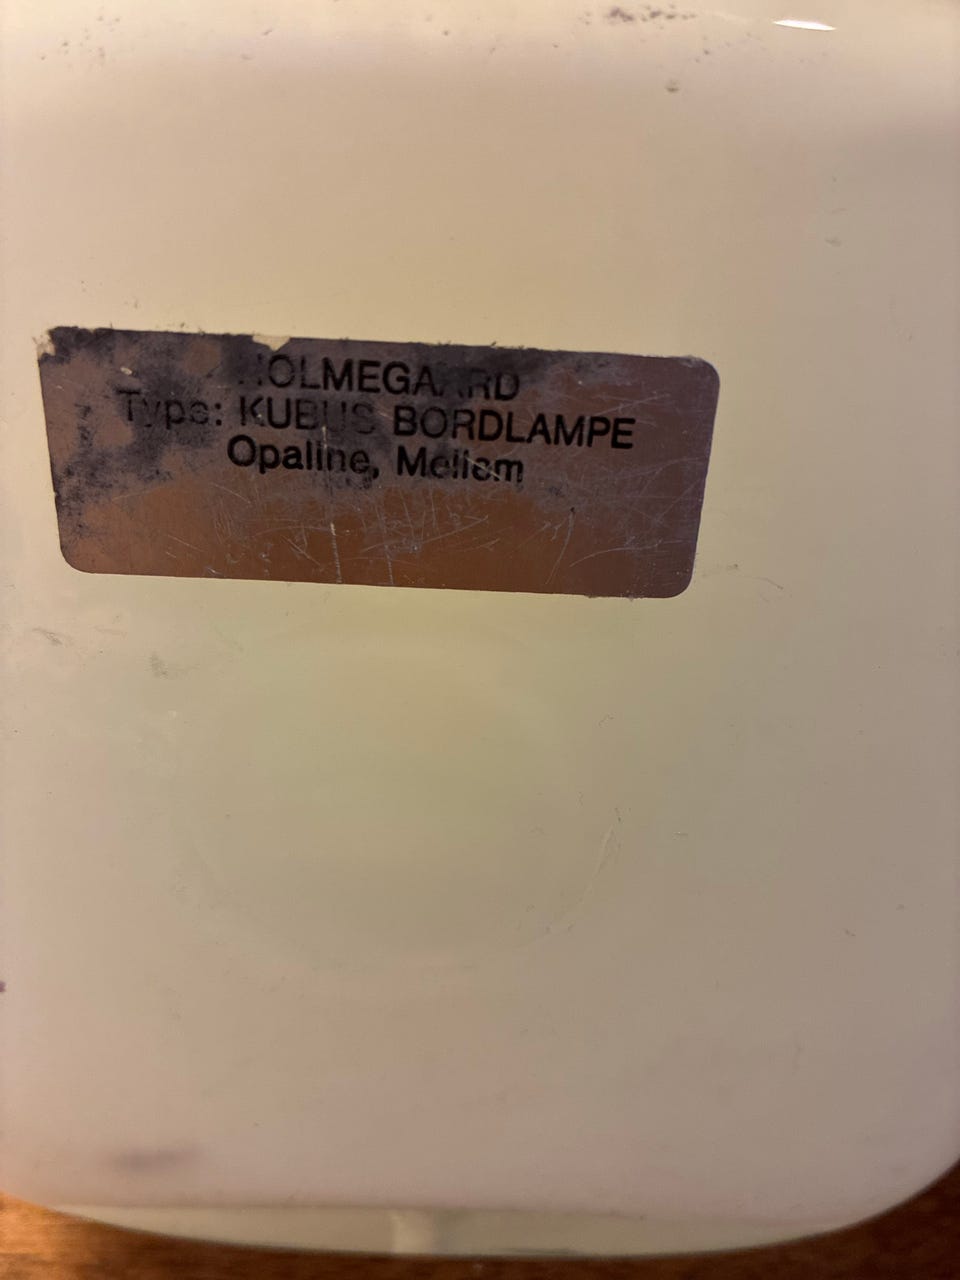 HOLMEGAARD
Type: KUBUS BORDLAMPE
Opaline, Mellem